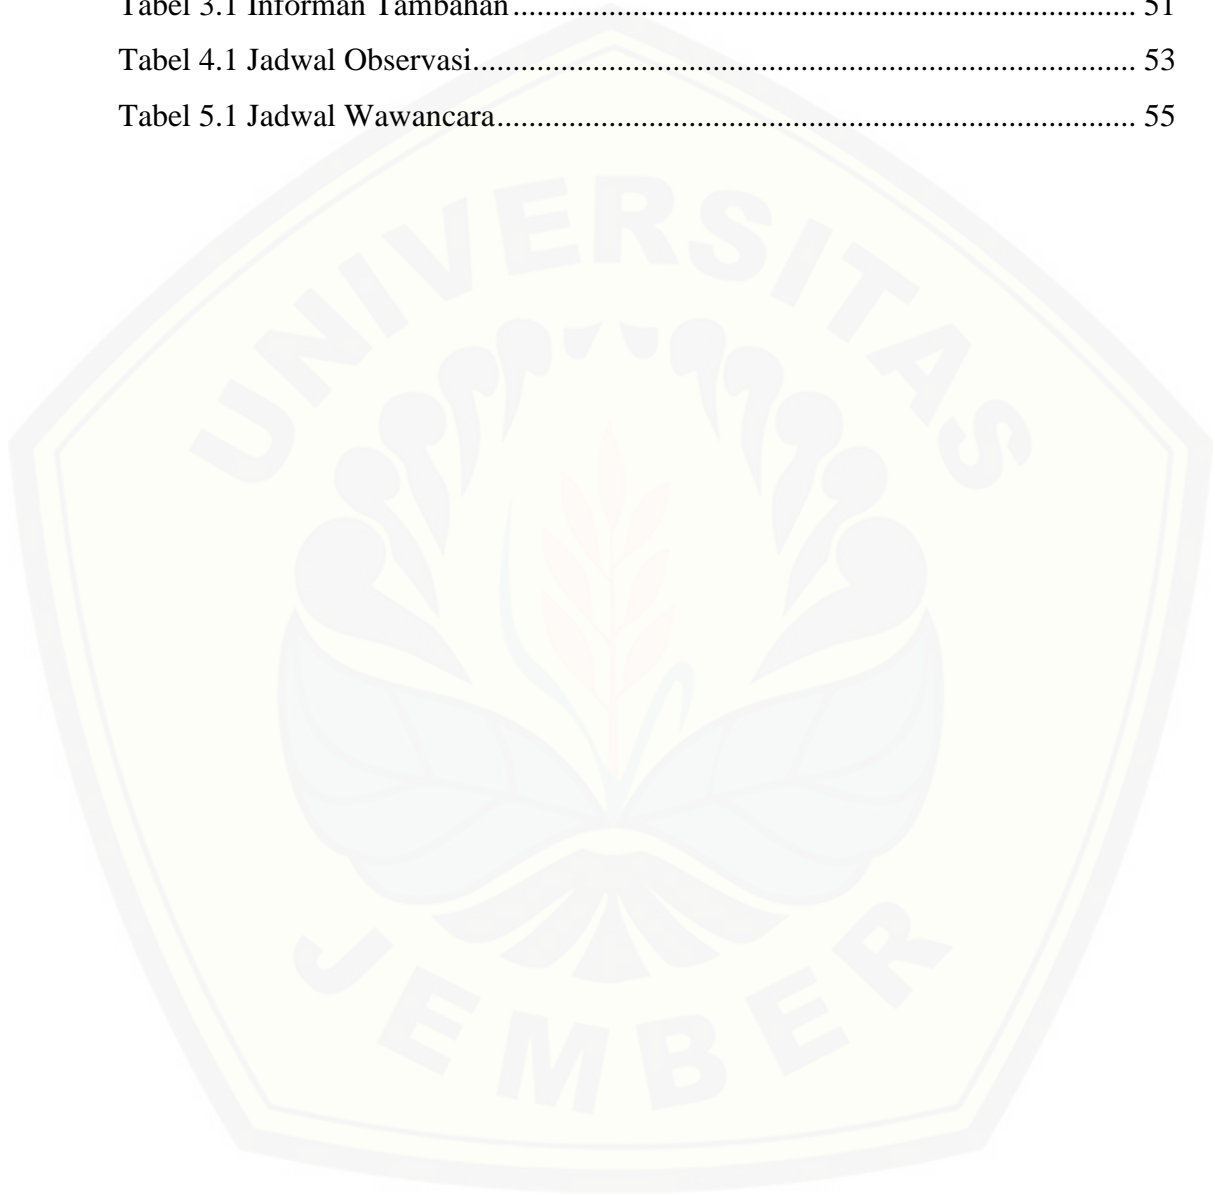 Tabel 3.1 Informan Tambahan.............................................................................. 51
Tabel 4.1 Jadwal Observasi................................................................................... 53
Tabel 5.1 Jadwal Wawancara................................................................................ 55
UNIVERSITAS
JEMBER